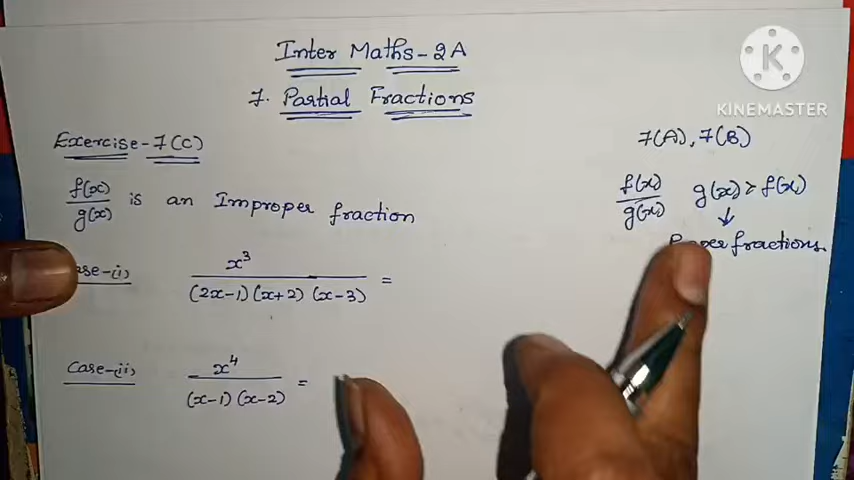 Inter Maths-2A
7. Partial Fractions
K
KINEMASTER
Exercise-7(C)
7(A), 7(B)
f(x)/g(x) is an Improper fraction
f(x)/g(x) g(x) > f(x)
↓
fractions.
Case-(i) x³/(2x-1)(x+2)(x-3) =
Case-(ii) x⁴/(x-1)(x-2) =